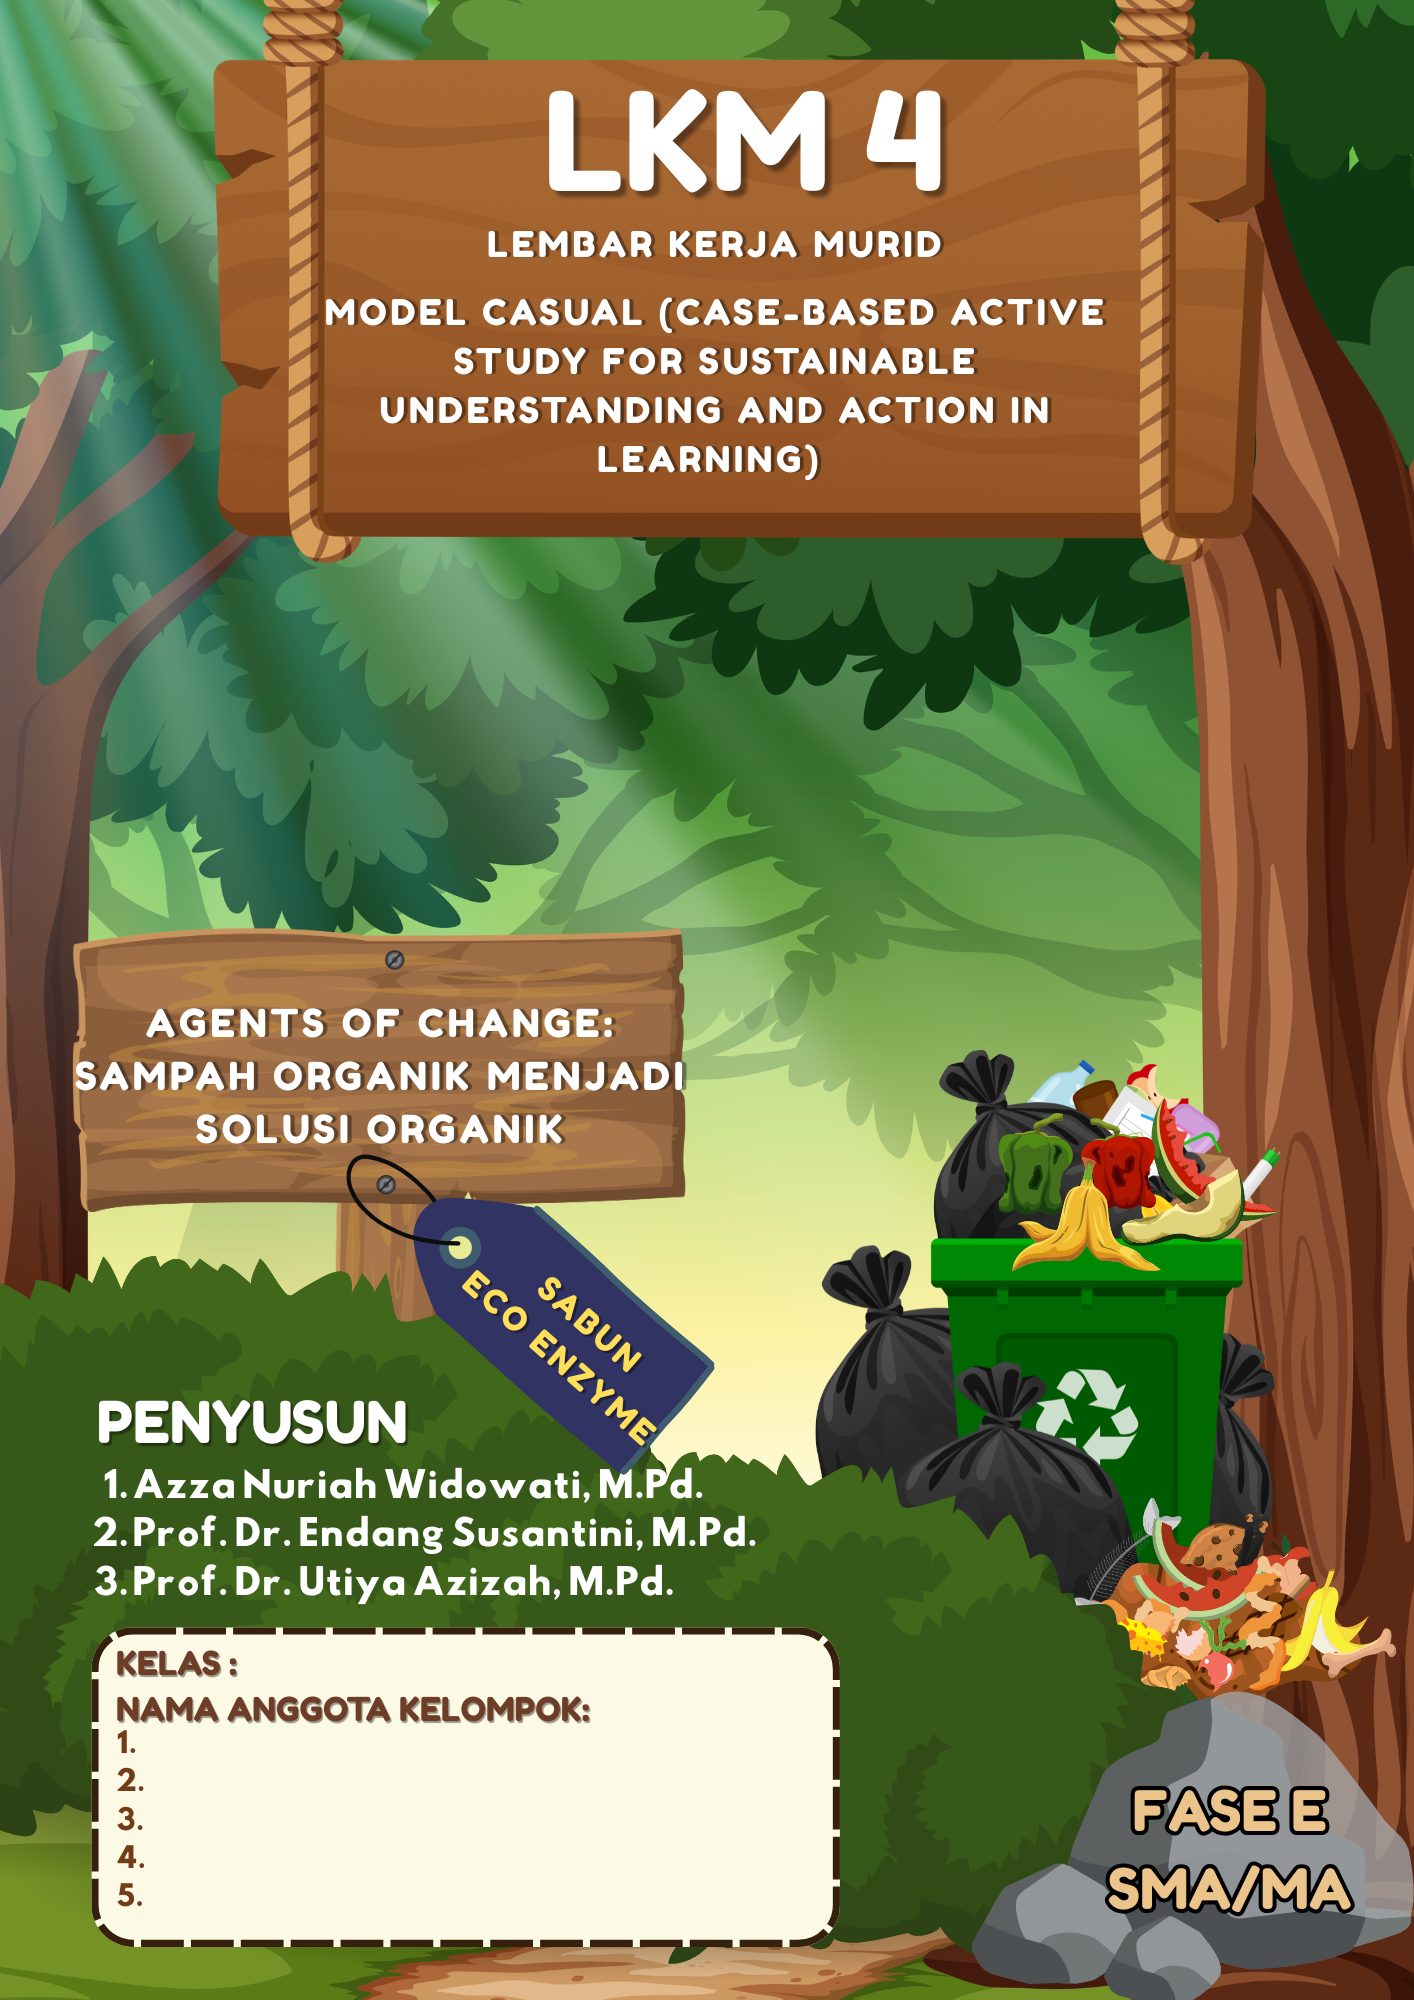 LKM 4
LEMBAR KERJA MURID
MODEL CASUAL (CASE-BASED ACTIVE
STUDY FOR SUSTAINABLE
UNDERSTANDING AND ACTION IN
LEARNING)
AGENTS OF CHANGE:
SAMPAH ORGANIK MENJADI
SOLUSI ORGANIK
SABUN
ECO ENZYME
PENYUSUN
1. Azza Nuriah Widowati, M.Pd.
2. Prof. Dr. Endang Susantini, M.Pd.
3. Prof. Dr. Utiya Azizah, M.Pd.
KELAS :
NAMA ANGGOTA KELOMPOK:
1.
2.
3.
4.
5.
FASE E
SMA/MA